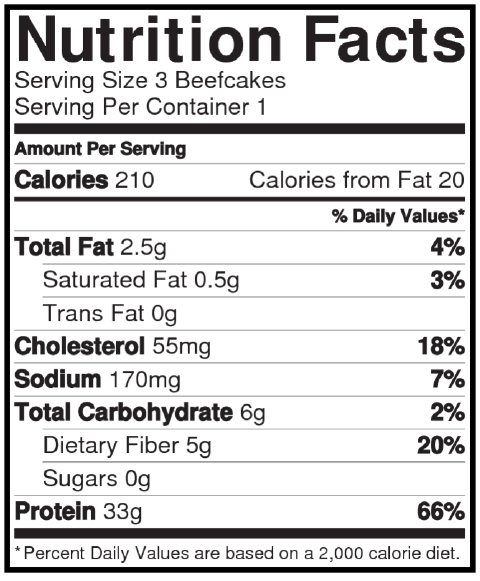 Nutrition Facts
Serving Size 3 Beefcakes
Serving Per Container 1
Amount Per Serving
Calories 210 Calories from Fat 20
% Daily Values*
Total Fat 2.5g 4%
Saturated Fat 0.5g 3%
Trans Fat 0g
Cholesterol 55mg 18%
Sodium 170mg 7%
Total Carbohydrate 6g 2%
Dietary Fiber 5g 20%
Sugars 0g
Protein 33g 66%
* Percent Daily Values are based on a 2,000 calorie diet.